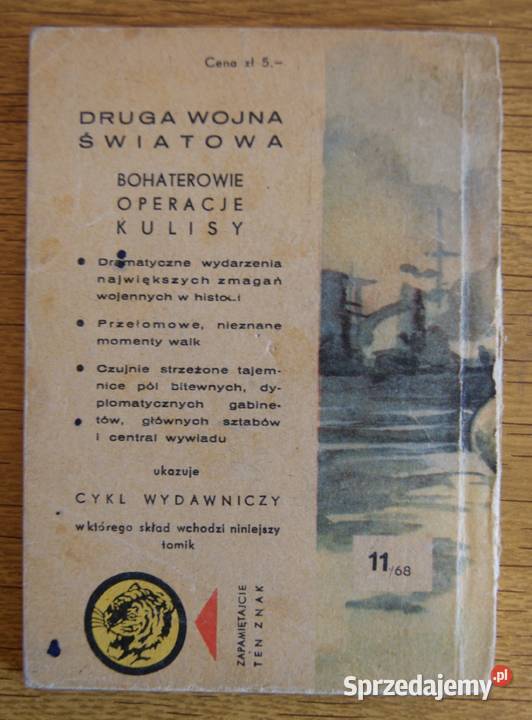 Cena zł 5.–
DRUGA WOJNA
ŚWIATOWA
BOHATEROWIE
OPERACJE
KULISY
• Dramatyczne wydarzenia
największych zmagań
wojennych w histo.i
• Przełomowe, nieznane
momenty walk
• Czujnie strzeżone tajem-
nice pól bitewnych, dy-
plomatycznych gabine-
tów, głównych sztabów
i central wywiadu
ukazuje
CYKL WYDAWNICZY
w którego skład wchodzi niniejszy
tomik
ZAPAMIĘTAJCIE
TEN ZNAK
11/68
Sprzedajemy.pl